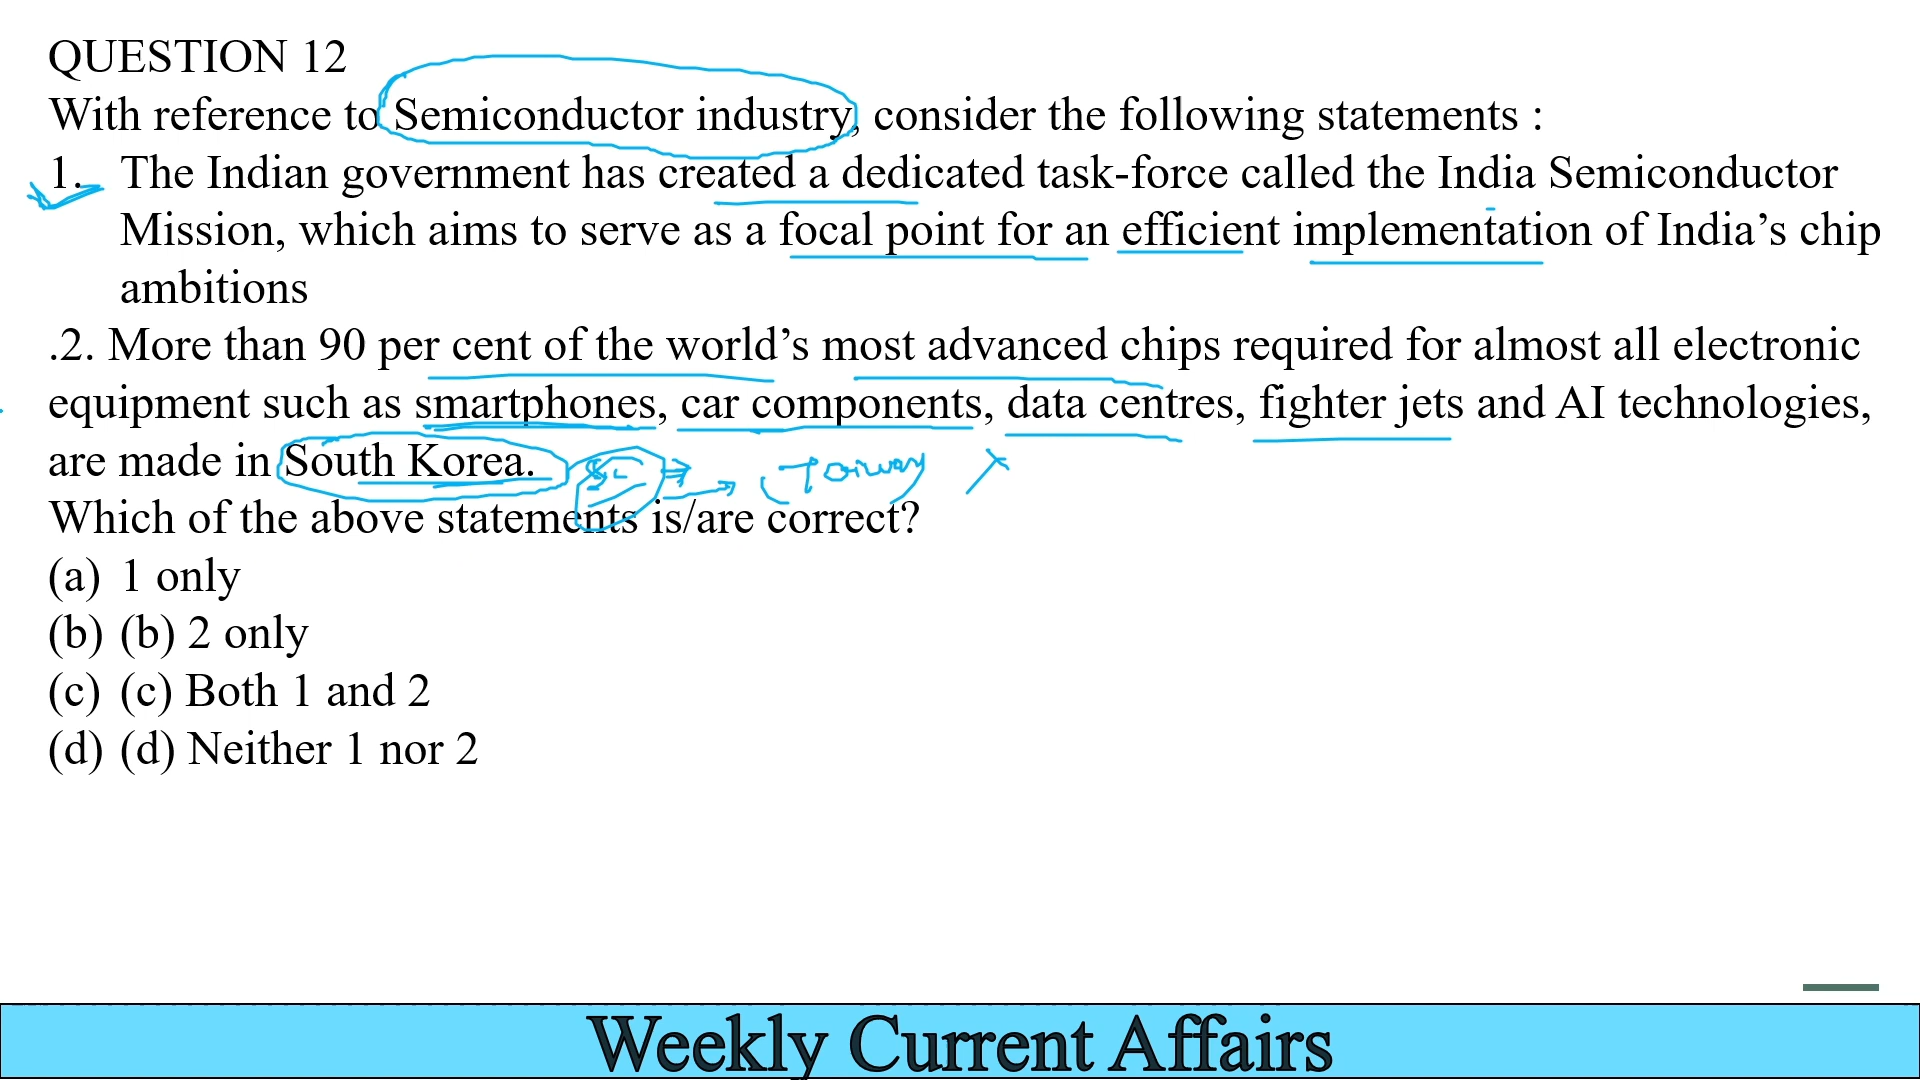 QUESTION 12
With reference to Semiconductor industry, consider the following statements :
1. The Indian government has created a dedicated task-force called the India Semiconductor
Mission, which aims to serve as a focal point for an efficient implementation of India’s chip
ambitions
.2. More than 90 per cent of the world’s most advanced chips required for almost all electronic
equipment such as smartphones, car components, data centres, fighter jets and AI technologies,
are made in South Korea.
Taiwan
Which of the above statements is/are correct?
(a) 1 only
(b) (b) 2 only
(c) (c) Both 1 and 2
(d) (d) Neither 1 nor 2
Weekly Current Affairs